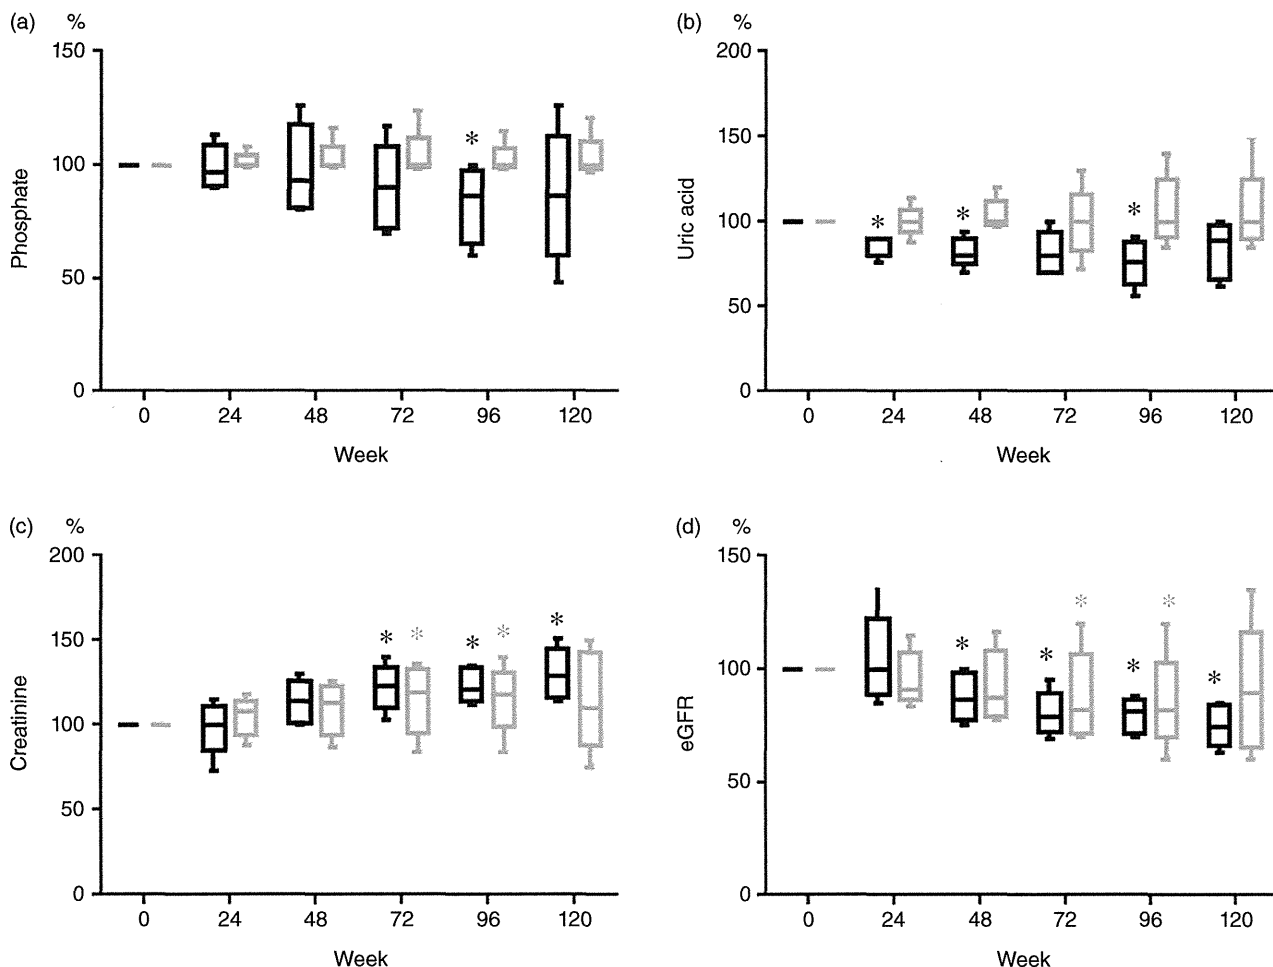 (a) %
150
100
50
0
Phosphate
*
0 24 48 72 96 120
Week
(b) %
200
150
100
50
0
Uric acid
* * *
0 24 48 72 96 120
Week
(c) %
200
150
100
50
0
Creatinine
* * * * *
0 24 48 72 96 120
Week
(d) %
150
100
50
0
eGFR
* * * * * *
0 24 48 72 96 120
Week